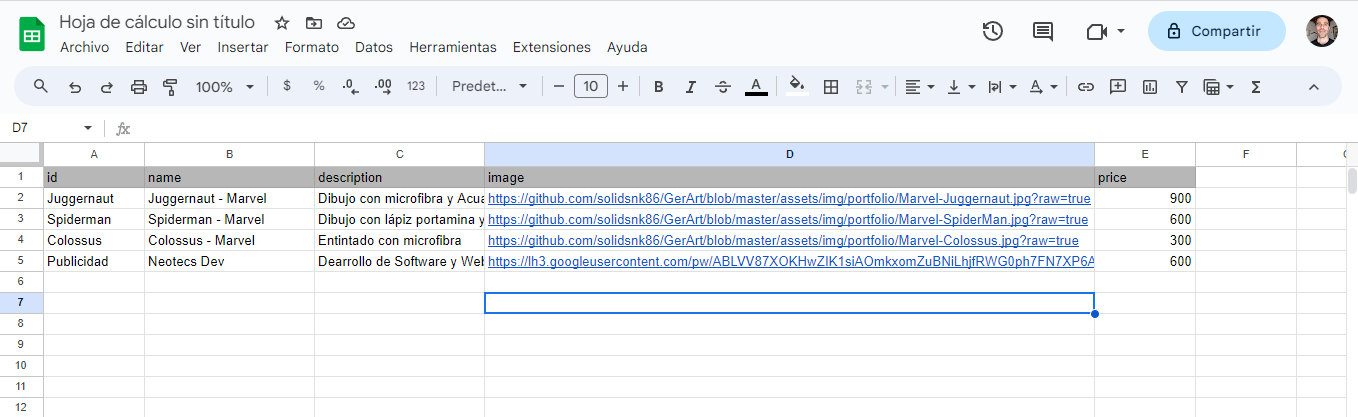 Hoja de cálculo sin título
Archivo Editar Ver Insertar Formato Datos Herramientas Extensiones Ayuda
Compartir
100% $ % .0 .00 123 Predet... 10 B I A A
D7 fx
A B C D E F
1 id name description image price
2 Juggernaut Juggernaut - Marvel Dibujo con microfibra y Acua https://github.com/solidsnk86/GerArt/blob/master/assets/img/portfolio/Marvel-Juggernaut.jpg?raw=true 900
3 Spiderman Spiderman - Marvel Dibujo con lápiz portamina y https://github.com/solidsnk86/GerArt/blob/master/assets/img/portfolio/Marvel-SpiderMan.jpg?raw=true 600
4 Colossus Colossus - Marvel Entintado con microfibra https://github.com/solidsnk86/GerArt/blob/master/assets/img/portfolio/Marvel-Colossus.jpg?raw=true 300
5 Publicidad Neotecs Dev Dearrollo de Software y Web https://lh3.googleusercontent.com/pw/ABLVV87XOKHwZIK1siAOmkxomZuBNiLhjfRWG0ph7FN7XP6A 600
6
7
8
9
10
11
12